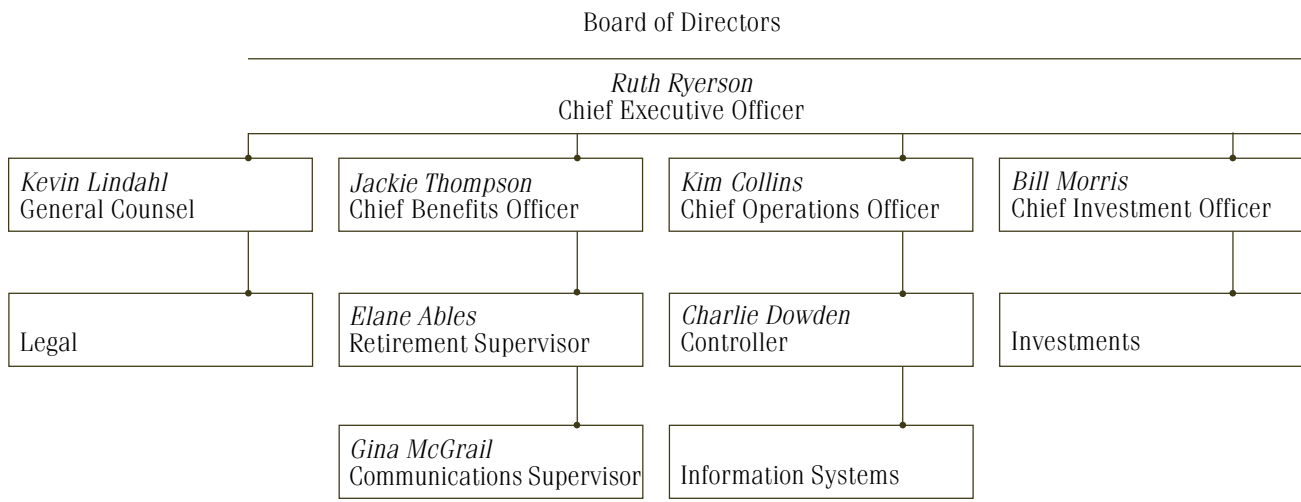 Board of Directors
Ruth Ryerson
Chief Executive Officer
Kevin Lindahl
General Counsel
Jackie Thompson
Chief Benefits Officer
Kim Collins
Chief Operations Officer
Bill Morris
Chief Investment Officer
Legal
Elane Ables
Retirement Supervisor
Charlie Dowden
Controller
Investments
Gina McGrail
Communications Supervisor
Information Systems